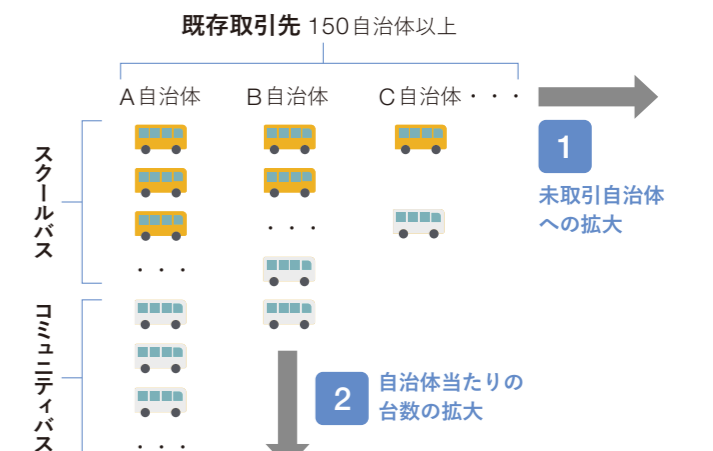 既存取引先 150自治体以上
A自治体 B自治体 C自治体・・・
スクールバス
・・・
・・・
1
未取引自治体
への拡大
コミュニティバス
・・・
2
自治体当たりの
台数の拡大